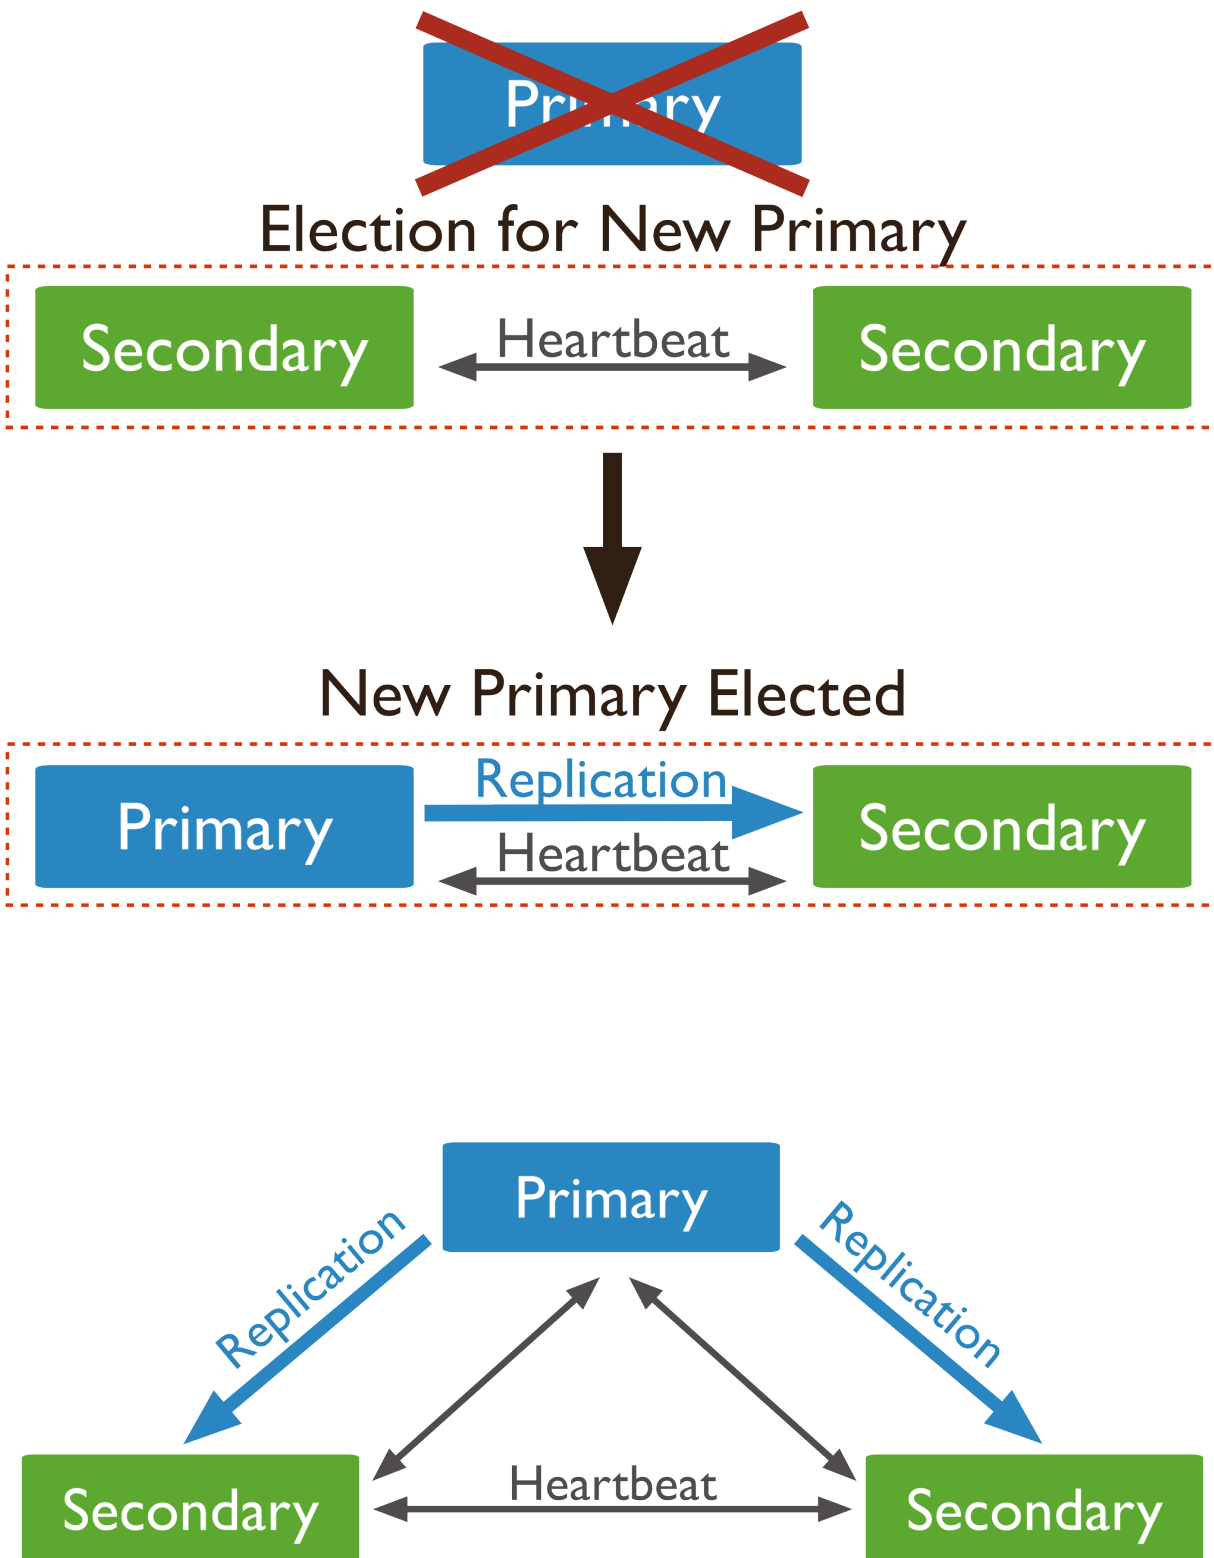 Primary
Election for New Primary
Secondary
Heartbeat
Secondary
New Primary Elected
Primary
Replication
Heartbeat
Secondary
Primary
Replication
Replication
Secondary
Heartbeat
Secondary